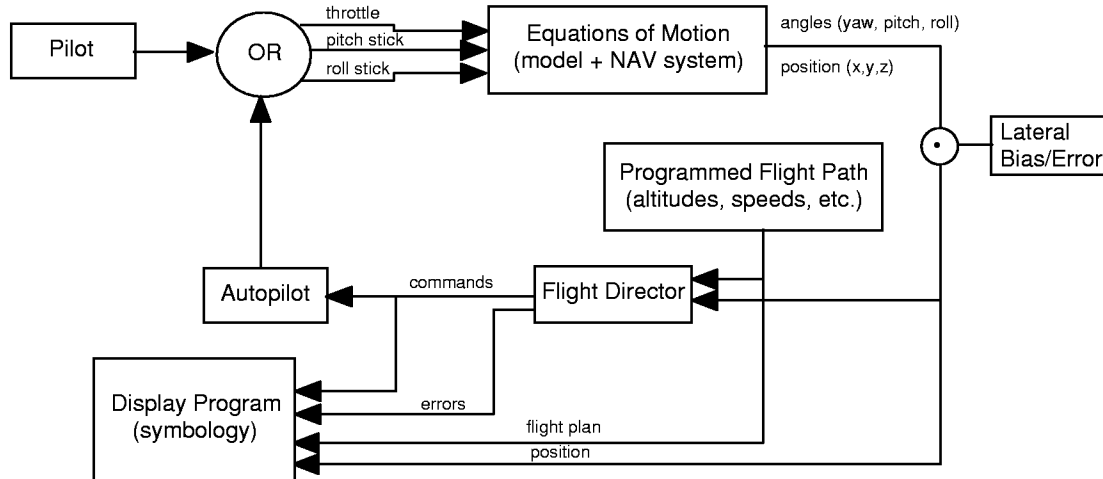 Pilot
OR
throttle
pitch stick
roll stick
Equations of Motion
(model + NAV system)
angles (yaw, pitch, roll)
position (x,y,z)
Lateral
Bias/Error
Programmed Flight Path
(altitudes, speeds, etc.)
Autopilot
commands
Flight Director
Display Program
(symbology)
errors
flight plan
position